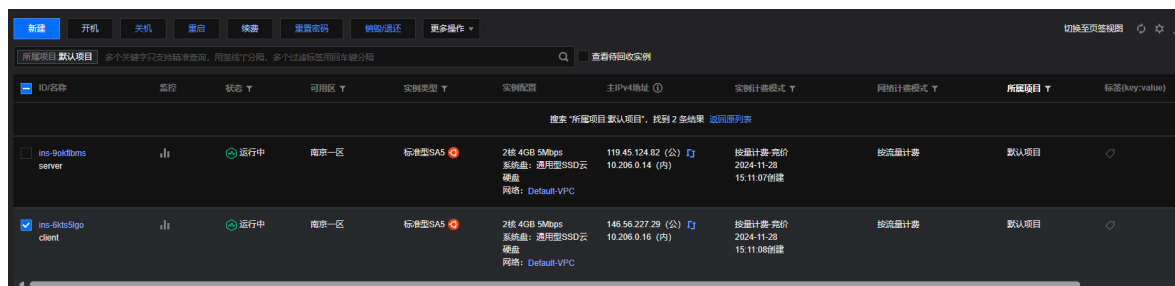 新建 开机 关机 重启 续费 重置密码 销毁/退还 更多操作 切换至页签视图
所属项目:默认项目 多个关键字只支持精准查询，用竖线"|"分隔，多个过滤标签用回车键分隔 查看待回收实例
ID/名称 监控 状态 可用区 实例类型 实例配置 主IPv4地址 实例计费模式 网络计费模式 所属项目 标签(key:value)
搜索 "所属项目:默认项目"，找到 2 条结果 返回原列表
ins-9okflbms 运行中 南京一区 标准型SA5 2核 4GB 5Mbps 119.45.124.82 (公) 按量计费-竞价 按流量计费 默认项目
server 系统盘：通用型SSD云 10.206.0.14 (内) 2024-11-28
硬盘 15:11:07创建
网络：Default-VPC
ins-6kts5lgo 运行中 南京一区 标准型SA5 2核 4GB 5Mbps 146.56.227.29 (公) 按量计费-竞价 按流量计费 默认项目
client 系统盘：通用型SSD云 10.206.0.16 (内) 2024-11-28
硬盘 15:11:08创建
网络：Default-VPC